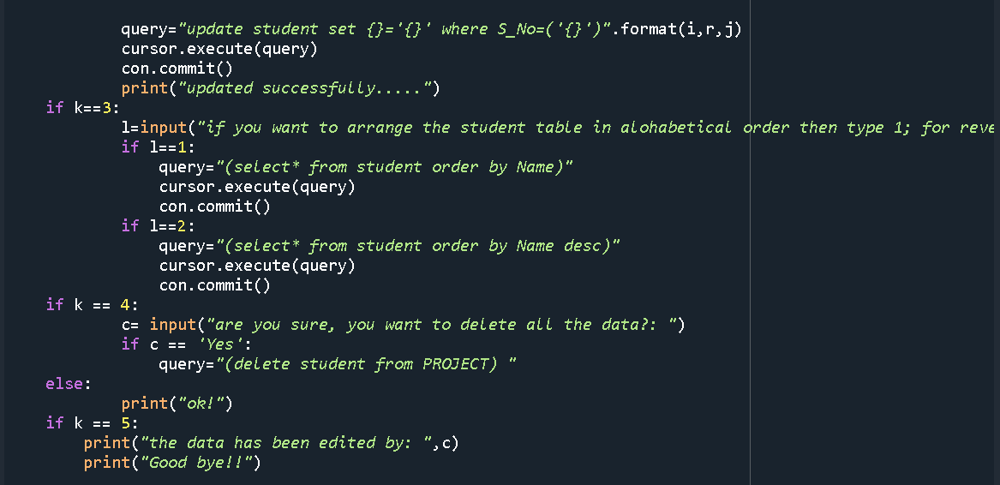 query="update student set {}='{}' where S_No=('{}')".format(i,r,j)
cursor.execute(query)
con.commit()
print("updated successfully.....")
if k==3:
l=input("if you want to arrange the student table in alohabetical order then type 1; for reve
if l==1:
query="(select* from student order by Name)"
cursor.execute(query)
con.commit()
if l==2:
query="(select* from student order by Name desc)"
cursor.execute(query)
con.commit()
if k == 4:
c= input("are you sure, you want to delete all the data?: ")
if c == 'Yes':
query="(delete student from PROJECT) "
else:
print("ok!")
if k == 5:
print("the data has been edited by: ",c)
print("Good bye!!")